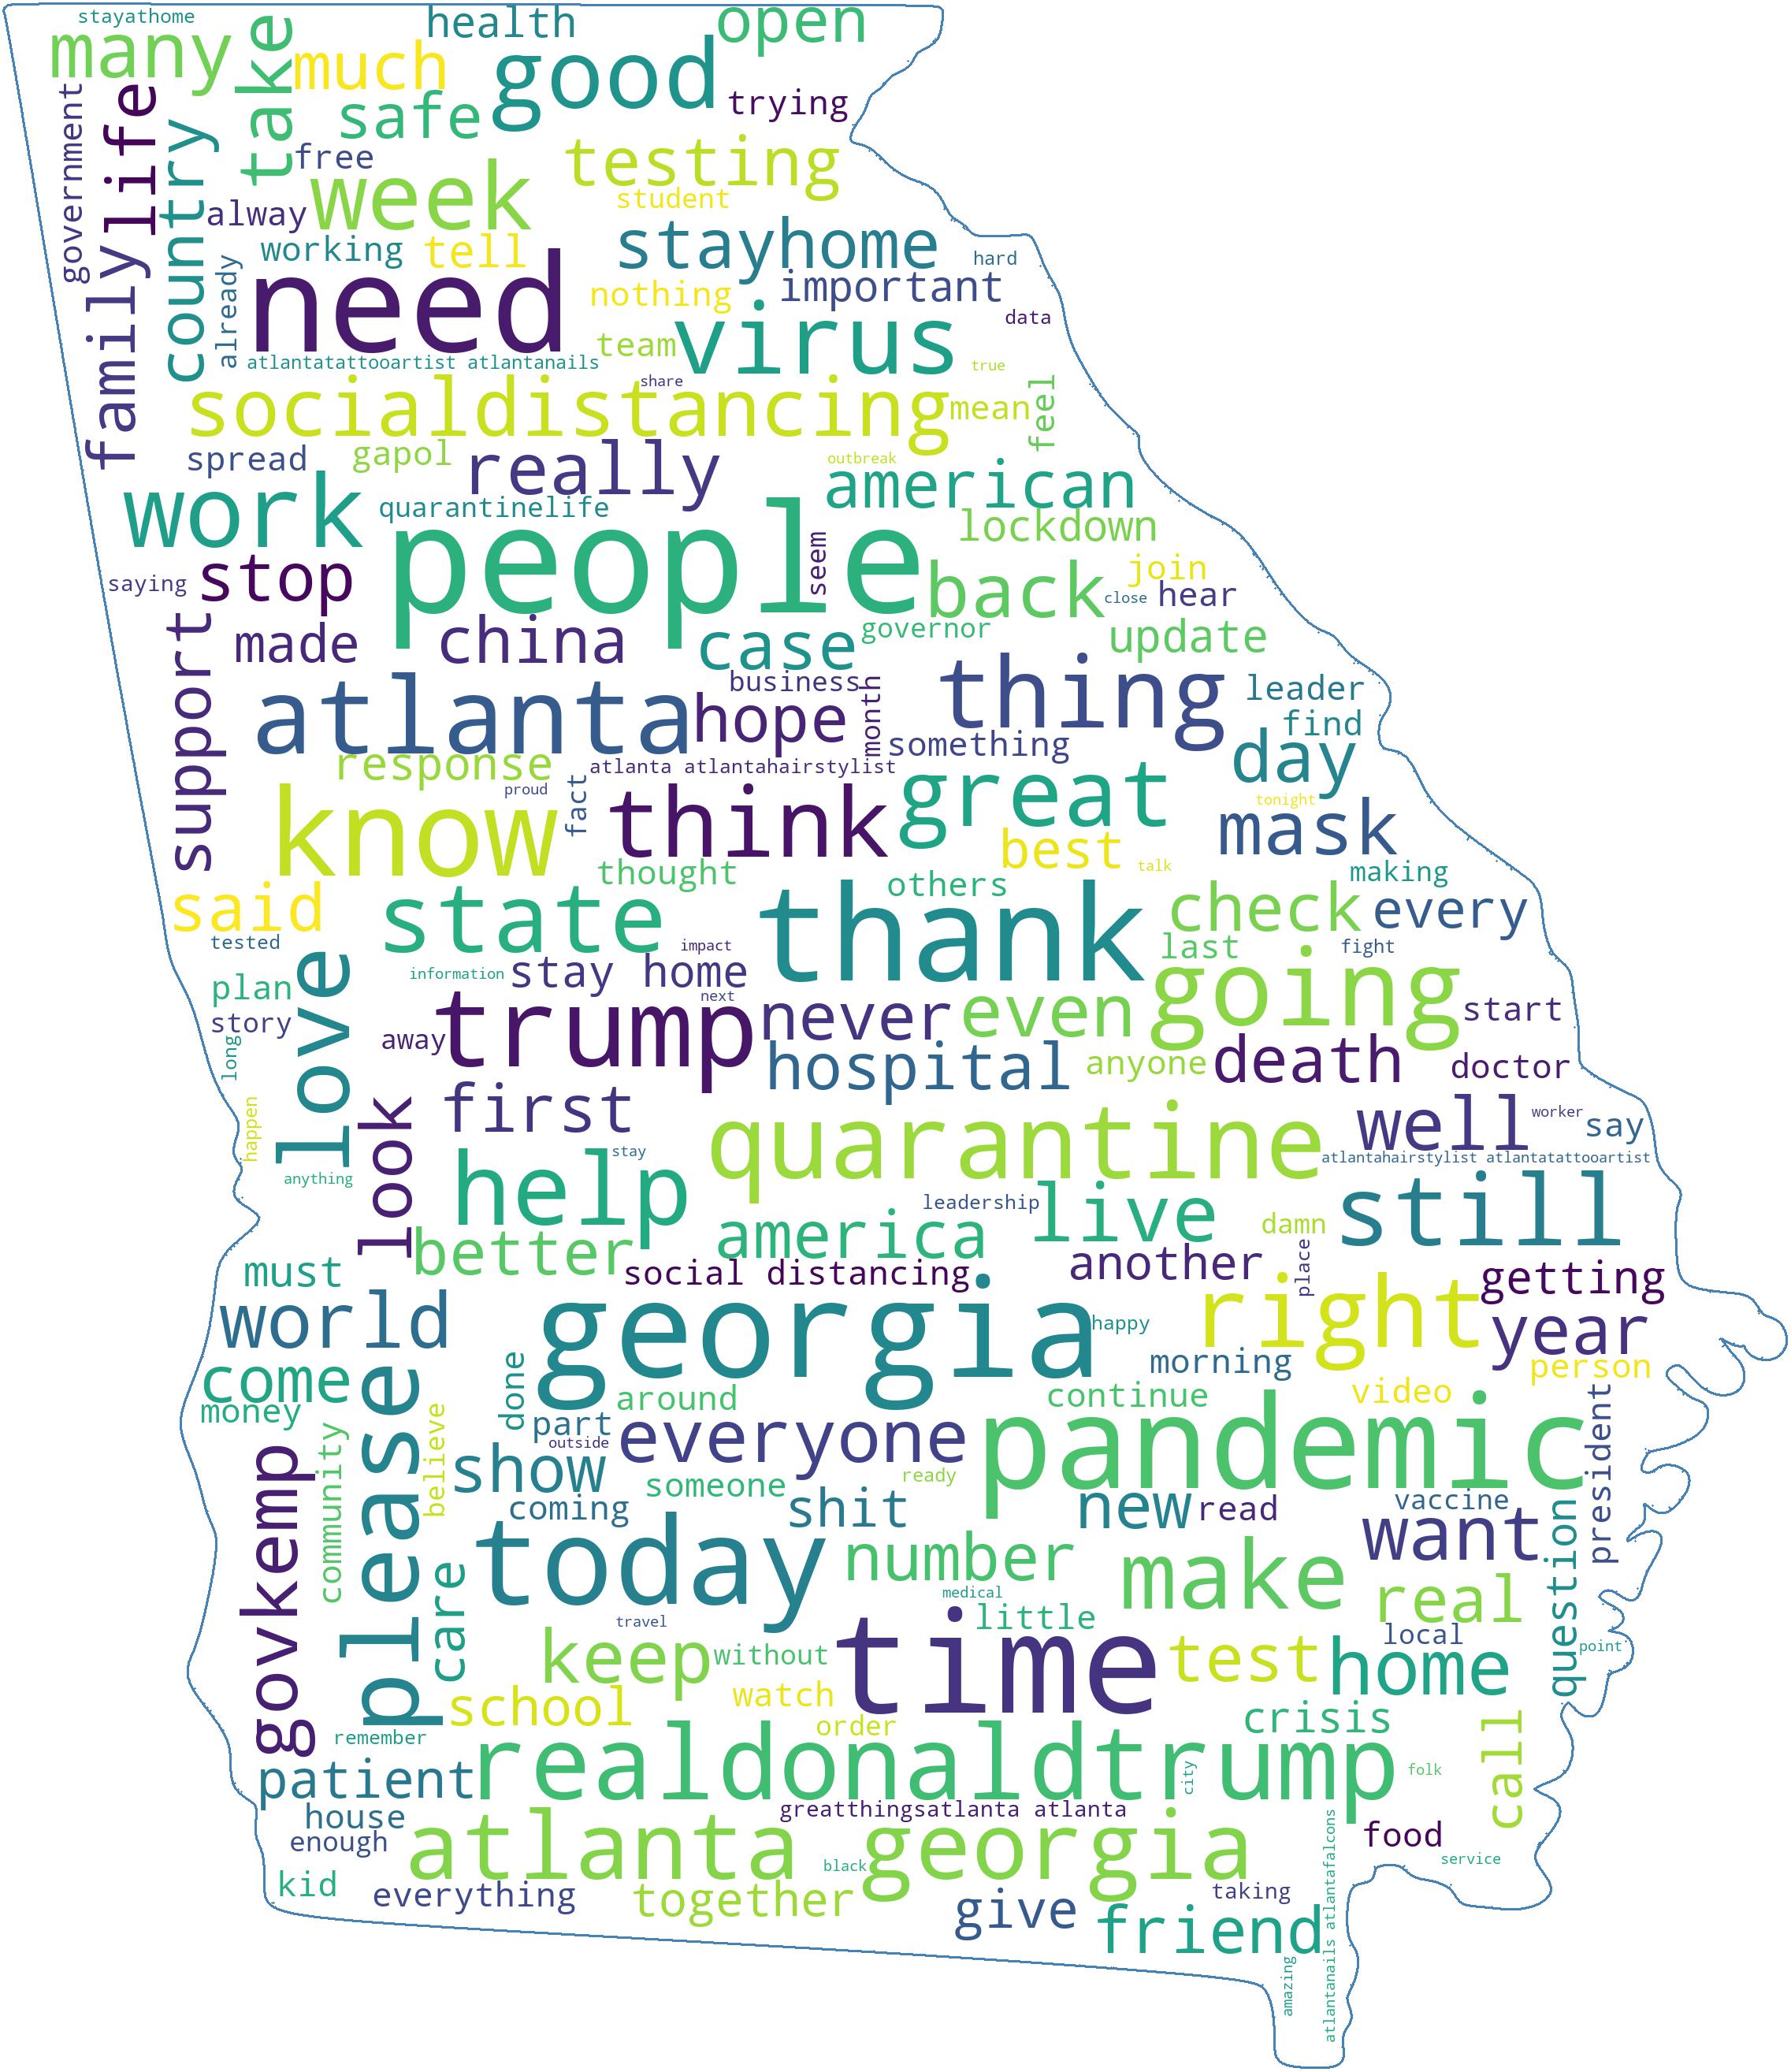 stayathome
many
take
much
health
good
open
safe
trying
government
life
country
free
testing
week
student
alway
working
tell
stayhome
hard
family
already
need
nothing
important
data
team
virus
true
atlantatattooartist atlantanails
share
socialdistancing
mean
feel
spread
gapol
really
outbreak
american
work
quarantinelife
people
seem
lockdown
saying
stop
back
join
close
hear
support
made
china
case
governor
update
business
atlanta
hope
month
thing
leader
find
something
day
response
atlanta atlantahairstylist
know
proud
fact
think
great
tonight
mask
best
talk
thought
others
making
said
state
thank
check
every
tested
impact
last
fight
love
information
stay home
next
plan
going
story
away
trump
never
even
start
long
hospital
anyone
death
doctor
look
first
happen
quarantine
well
worker
say
anything
help
stay
atlantahairstylist atlantatattooartist
leadership
live
still
better
america
damn
must
social distancing
another
place
getting
world
georgia
happy
right
year
come
please
done
morning
person
money
around
continue
video
president
believe
part
everyone
pandemic
govkemp
community
show
outside
someone
ready
coming
shit
new
read
vaccine
want
question
today
number
make
care
medical
real
travel
little
time
local
keep
without
test
home
point
school
watch
order
crisis
remember
realdonaldtrump
call
patient
city
folk
house
greatthingsatlanta atlanta
enough
atlanta georgia
food
black
service
kid
everything
together
give
taking
friend
atlantanails atlantafalcons
amazing